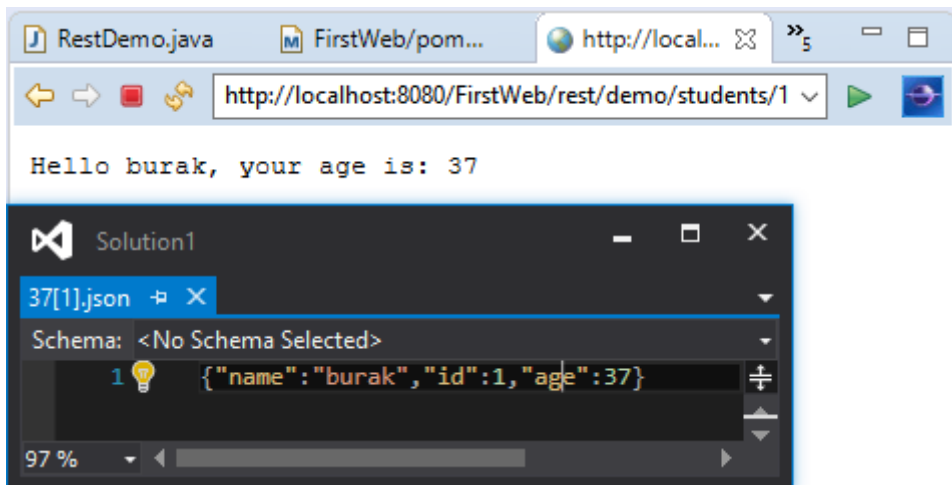 RestDemo.java FirstWeb/pom... http://local... »5
http://localhost:8080/FirstWeb/rest/demo/students/1
Hello burak, your age is: 37
Solution1
37[1].json
Schema: <No Schema Selected>
1 {"name":"burak","id":1,"age":37}
97 %